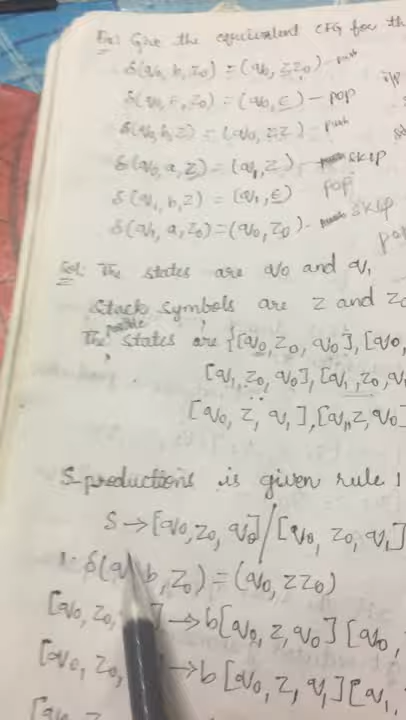 Ex: Give the equivalent CFG for th
δ(q0, b, z0) = (q0, zz0) - push
δ(q0, ε, z0) = (q0, ε) - POP
δ(q0, b, z) = (q0, zz) - push
δ(q0, a, z) = (q1, z) - skip
δ(q1, b, z) = (q1, ε) pop
δ(q1, a, z0) = (q0, z0) - skip
Sol: The states are q0 and q1
Stack symbols are z and z0
The possible states are {[q0, z0, q0], [q0,
[q1, z0, q0], [q1, z0, q
[q0, z, q1], [q1, z, q0]
S productions is given rule 1
S → [q0, z0, q0] / [q0, z0, q1]
1. δ(q b, z0) = (q0, zz0)
[q0, z0, ] → b[q0, z, q0] [q0,
[q0, z0, ] → b[q0, z, q1] [q1,